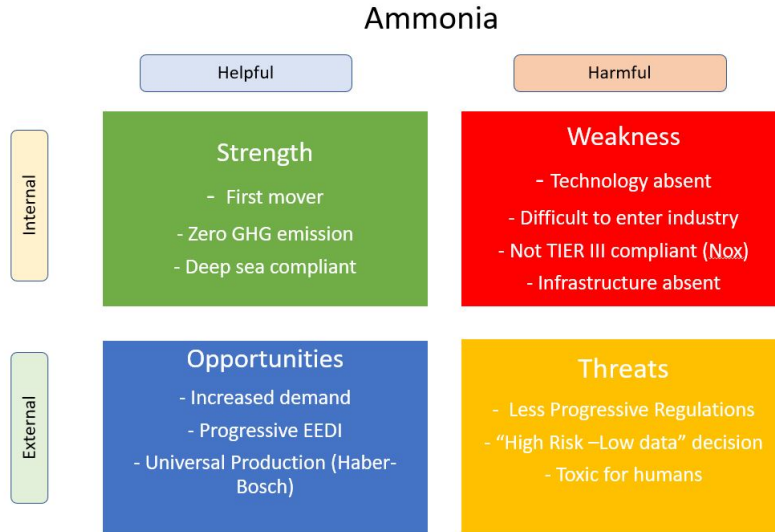 Ammonia
Helpful
Harmful
Internal
Strength
- First mover
- Zero GHG emission
- Deep sea compliant
Weakness
- Technology absent
- Difficult to enter industry
- Not TIER III compliant (Nox)
- Infrastructure absent
External
Opportunities
- Increased demand
- Progressive EEDI
- Universal Production (Haber-
Bosch)
Threats
- Less Progressive Regulations
- “High Risk –Low data” decision
- Toxic for humans